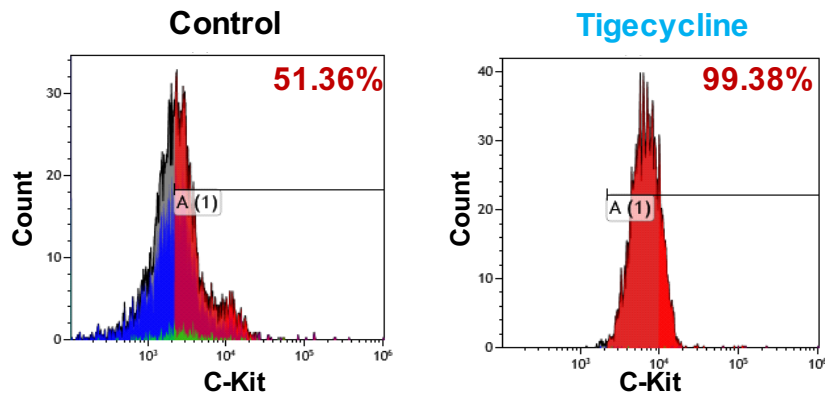 Control
51.36%
30
20
10
0
Count
A (1)
10³
10⁴
10⁵
10⁶
C-Kit
Tigecycline
99.38%
40
30
20
10
0
Count
A (1)
10³
10⁴
10⁵
10⁶
C-Kit